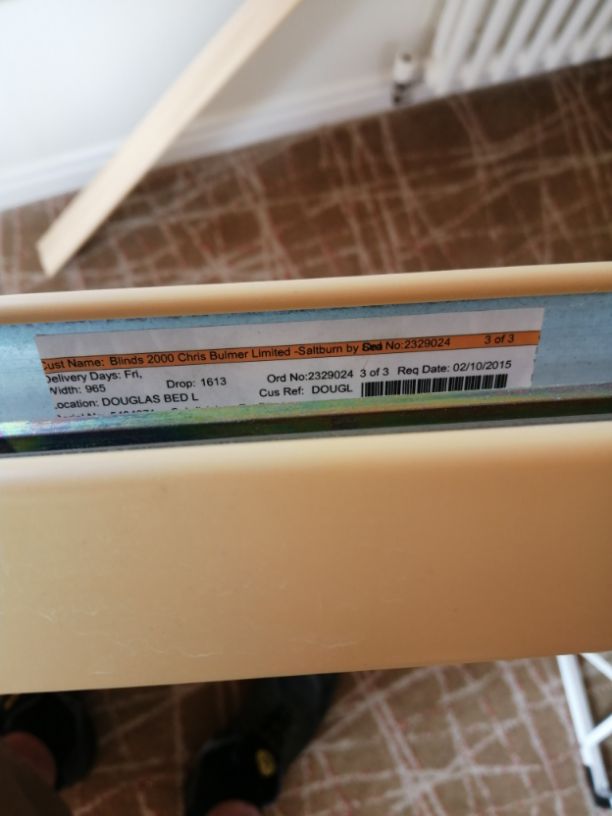 Cust Name: Blinds 2000 Chris Bulmer Limited -Saltburn by No:2329024 3 of 3
Delivery Days: Fri,
Width: 965 Drop: 1613 Ord No:2329024 3 of 3 Req Date: 02/10/2015
Location: DOUGLAS BED L Cus Ref: DOUGL